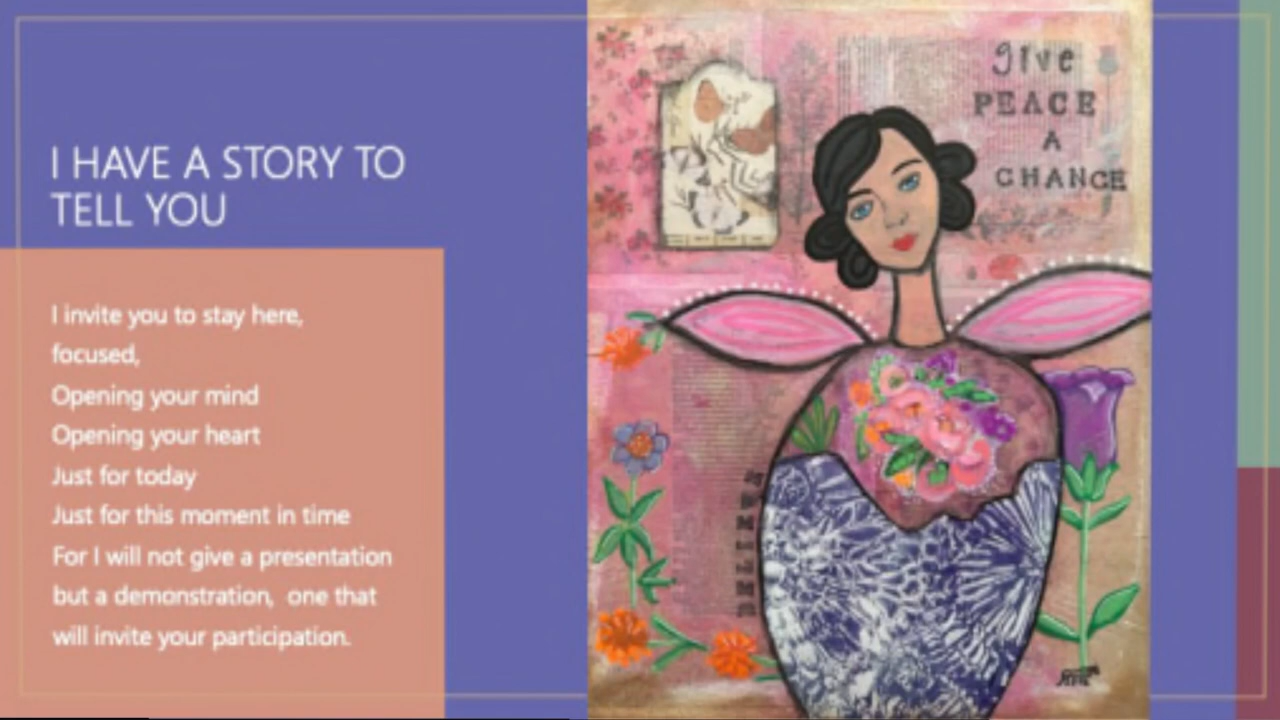 I HAVE A STORY TO
TELL YOU
I invite you to stay here,
focused,
Opening your mind
Opening your heart
Just for today
Just for this moment in time
For I will not give a presentation
but a demonstration, one that
will invite your participation.
give
PEACE
A
CHANCE
BELIEVE